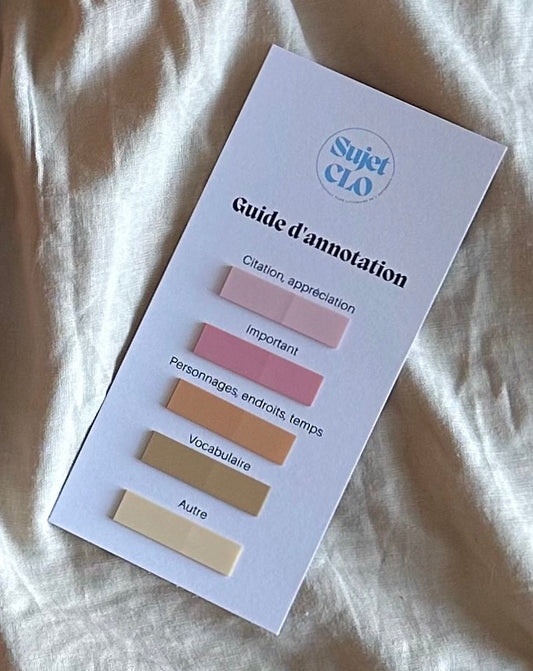 Sujet
CLO
Guide d'annotation
Citation, appréciation
Important
Personnages, endroits, temps
Vocabulaire
Autre